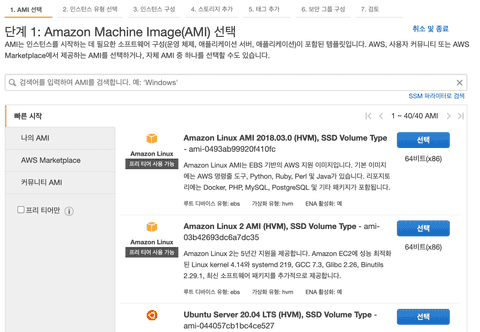 1. AMI 선택 2. 인스턴스 유형 선택 3. 인스턴스 구성 4. 스토리지 추가 5. 태그 추가 6. 보안 그룹 구성 7. 검토
단계 1: Amazon Machine Image(AMI) 선택
취소 및 종료
AMI는 인스턴스를 시작하는 데 필요한 소프트웨어 구성(운영 체제, 애플리케이션 서버, 애플리케이션)이 포함된 템플릿입니다. AWS, 사용자 커뮤니티 또는 AWS
Marketplace에서 제공하는 AMI를 선택하거나, 자체 AMI 중 하나를 선택할 수도 있습니다.
검색어를 입력하여 AMI를 검색합니다. 예: 'Windows'
SSM 파라미터로 검색
빠른 시작
1 ~ 40/40 AMI
나의 AMI
AWS Marketplace
커뮤니티 AMI
프리 티어만
Amazon Linux
프리 티어 사용 가능
Amazon Linux AMI 2018.03.0 (HVM), SSD Volume Type
- ami-0493ab99920f410fc
Amazon Linux AMI는 EBS 기반의 AWS 지원 이미지입니다. 기본 이미지
에는 AWS 명령줄 도구, Python, Ruby, Perl 및 Java가 있습니다. 리포지토
리에는 Docker, PHP, MySQL, PostgreSQL 및 기타 패키지가 포함됩니다.
루트 디바이스 유형: ebs 가상화 유형: hvm ENA 활성화: 예
선택
64비트(x86)
Amazon Linux
프리 티어 사용 가능
Amazon Linux 2 AMI (HVM), SSD Volume Type - ami-
03b42693dc6a7dc35
Amazon Linux 2는 5년간 지원을 제공합니다. Amazon EC2에 성능 최적화
된 Linux kernel 4.14와 systemd 219, GCC 7.3, Glibc 2.26, Binutils
2.29.1, 최신 소프트웨어 패키지를 추가적으로 제공합니다.
루트 디바이스 유형: ebs 가상화 유형: hvm ENA 활성화: 예
선택
64비트(x86)
Ubuntu Server 20.04 LTS (HVM), SSD Volume Type -
ami-044057cb1bc4ce527
선택